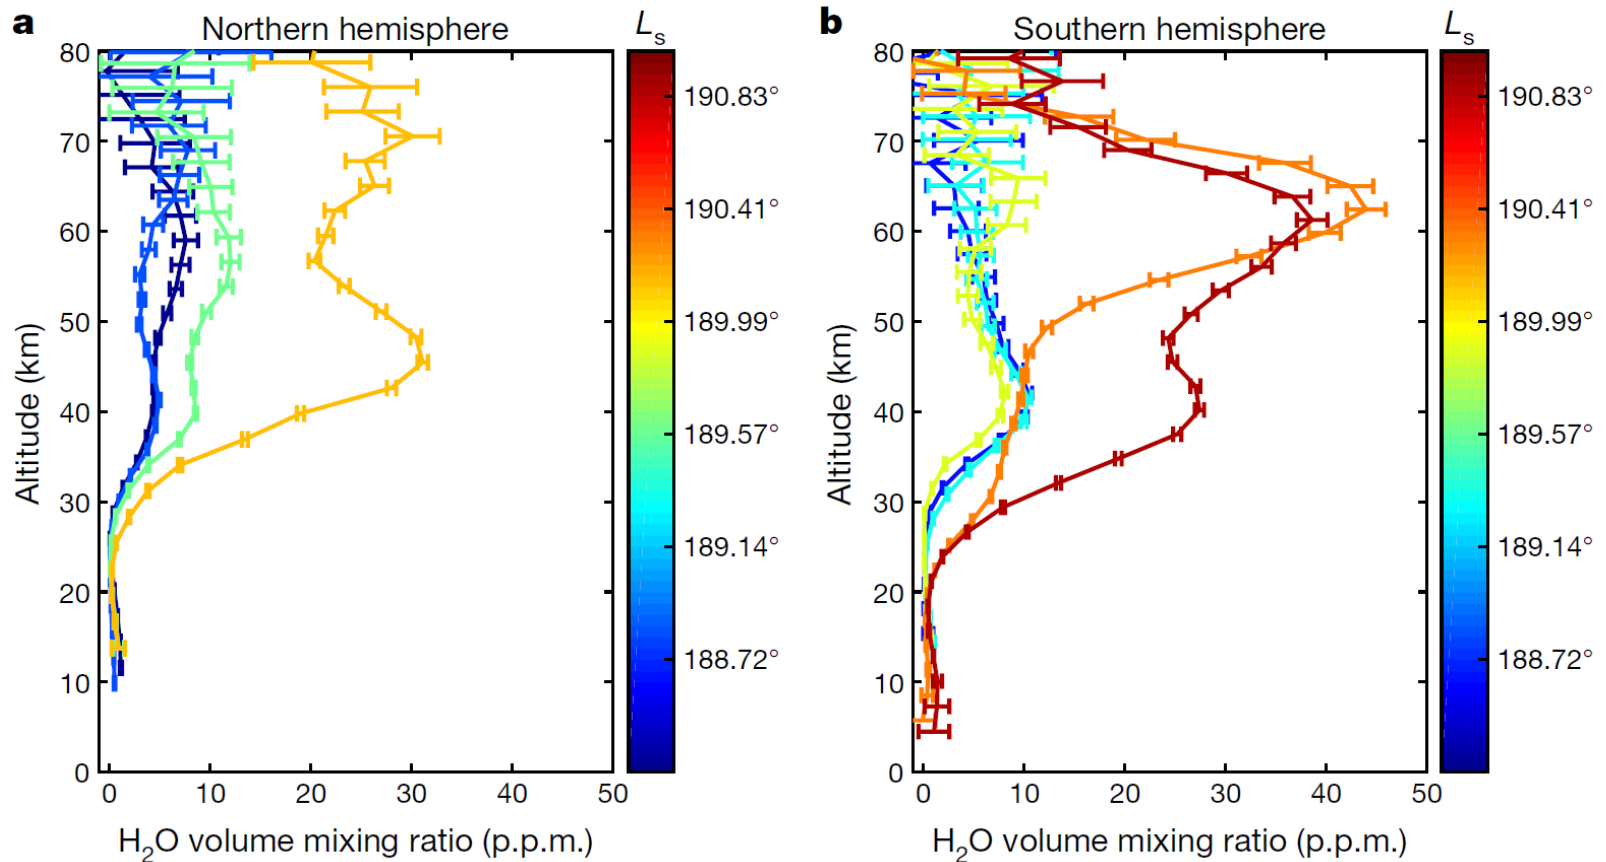 a
Northern hemisphere
Ls
80
70
60
50
40
30
20
10
0
Altitude (km)
0 10 20 30 40 50
H2O volume mixing ratio (p.p.m.)
190.83°
190.41°
189.99°
189.57°
189.14°
188.72°
b
Southern hemisphere
Ls
80
70
60
50
40
30
20
10
0
Altitude (km)
0 10 20 30 40 50
H2O volume mixing ratio (p.p.m.)
190.83°
190.41°
189.99°
189.57°
189.14°
188.72°